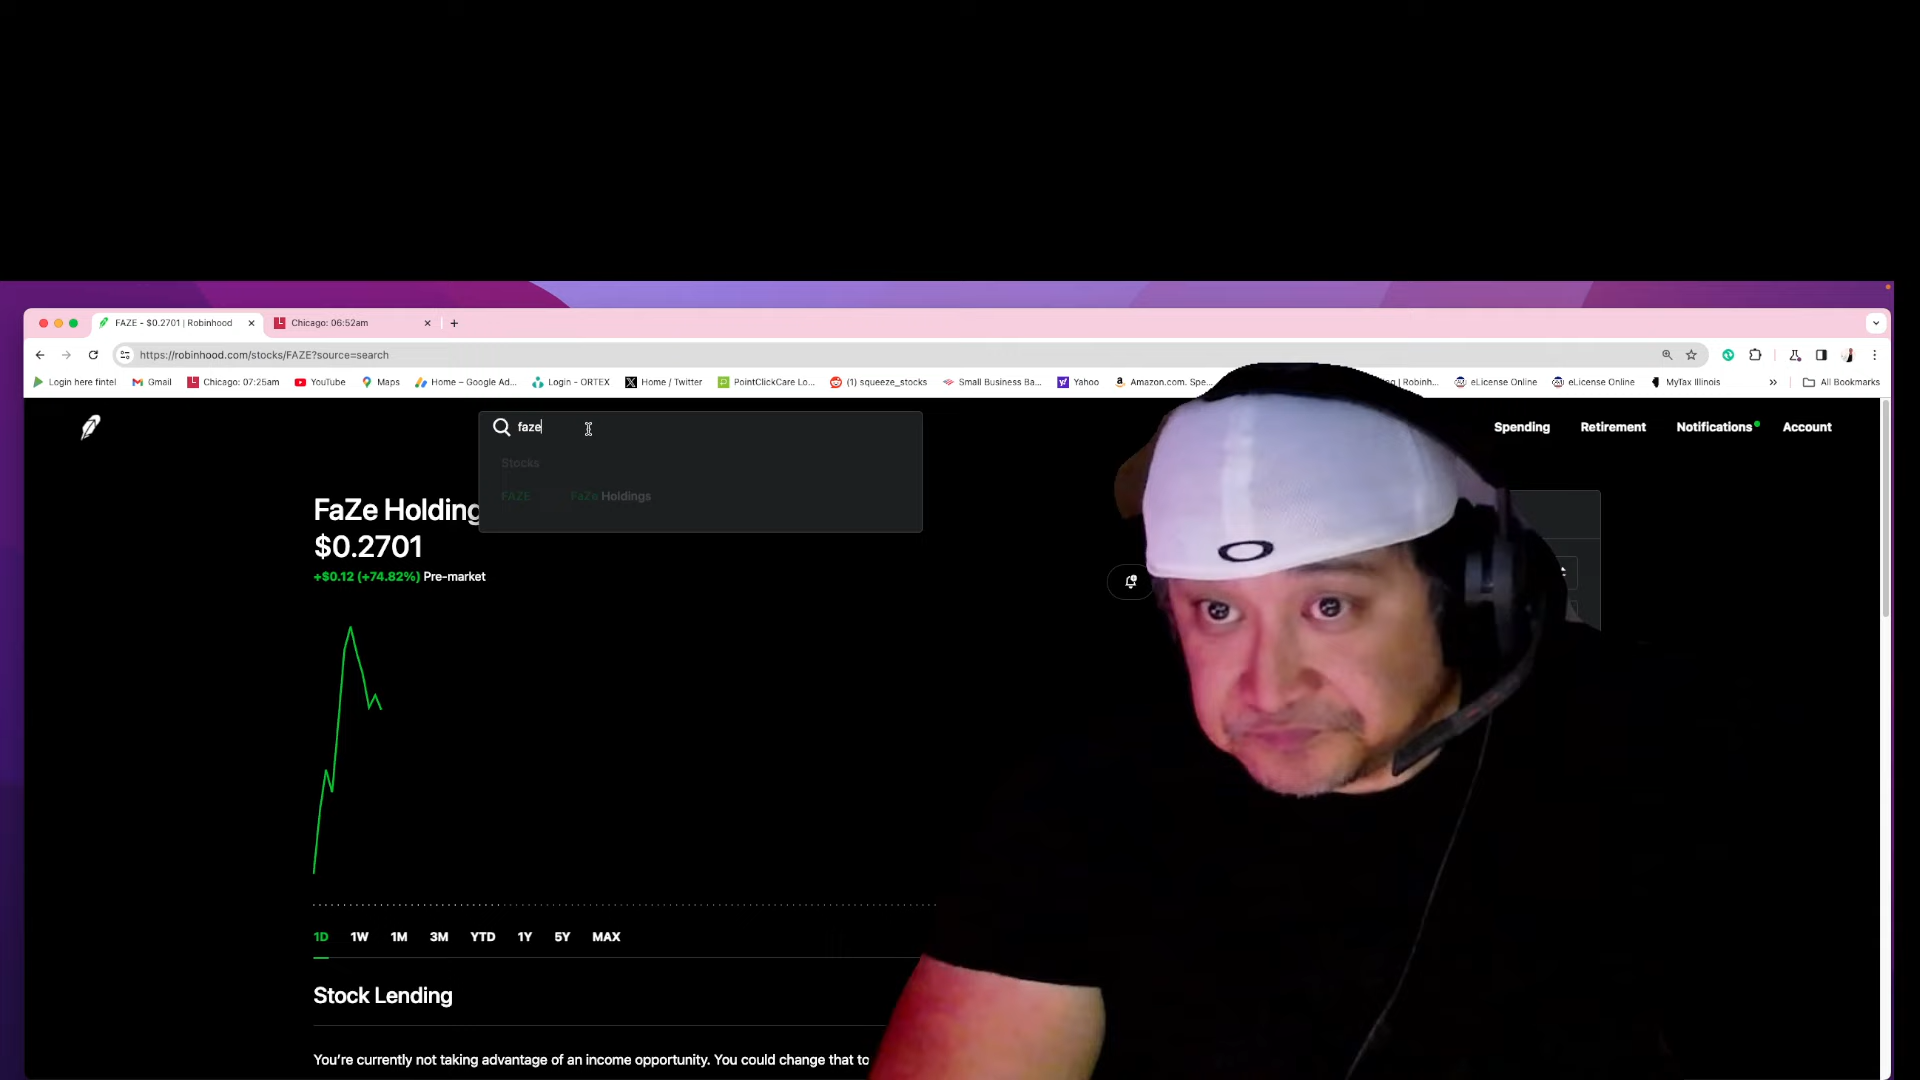 FAZE - $0.2701 | Robinhood
Chicago: 06:52am
https://robinhood.com/stocks/FAZE?source=search
Login here fintel
Gmail
Chicago: 07:25am
YouTube
Maps
Home – Google Ad...
Login - ORTEX
Home / Twitter
PointClickCare Lo...
(1) squeeze_stocks
Small Business Ba...
Yahoo
Amazon.com. Spe...
| Robinh...
eLicense Online
eLicense Online
MyTax Illinois
All Bookmarks
faze
Spending
Retirement
Notifications
Account
Stocks
FAZE FaZe Holdings
FaZe Holding
$0.2701
+$0.12 (+74.82%) Pre-market
1D 1W 1M 3M YTD 1Y 5Y MAX
Stock Lending
You're currently not taking advantage of an income opportunity. You could change that to